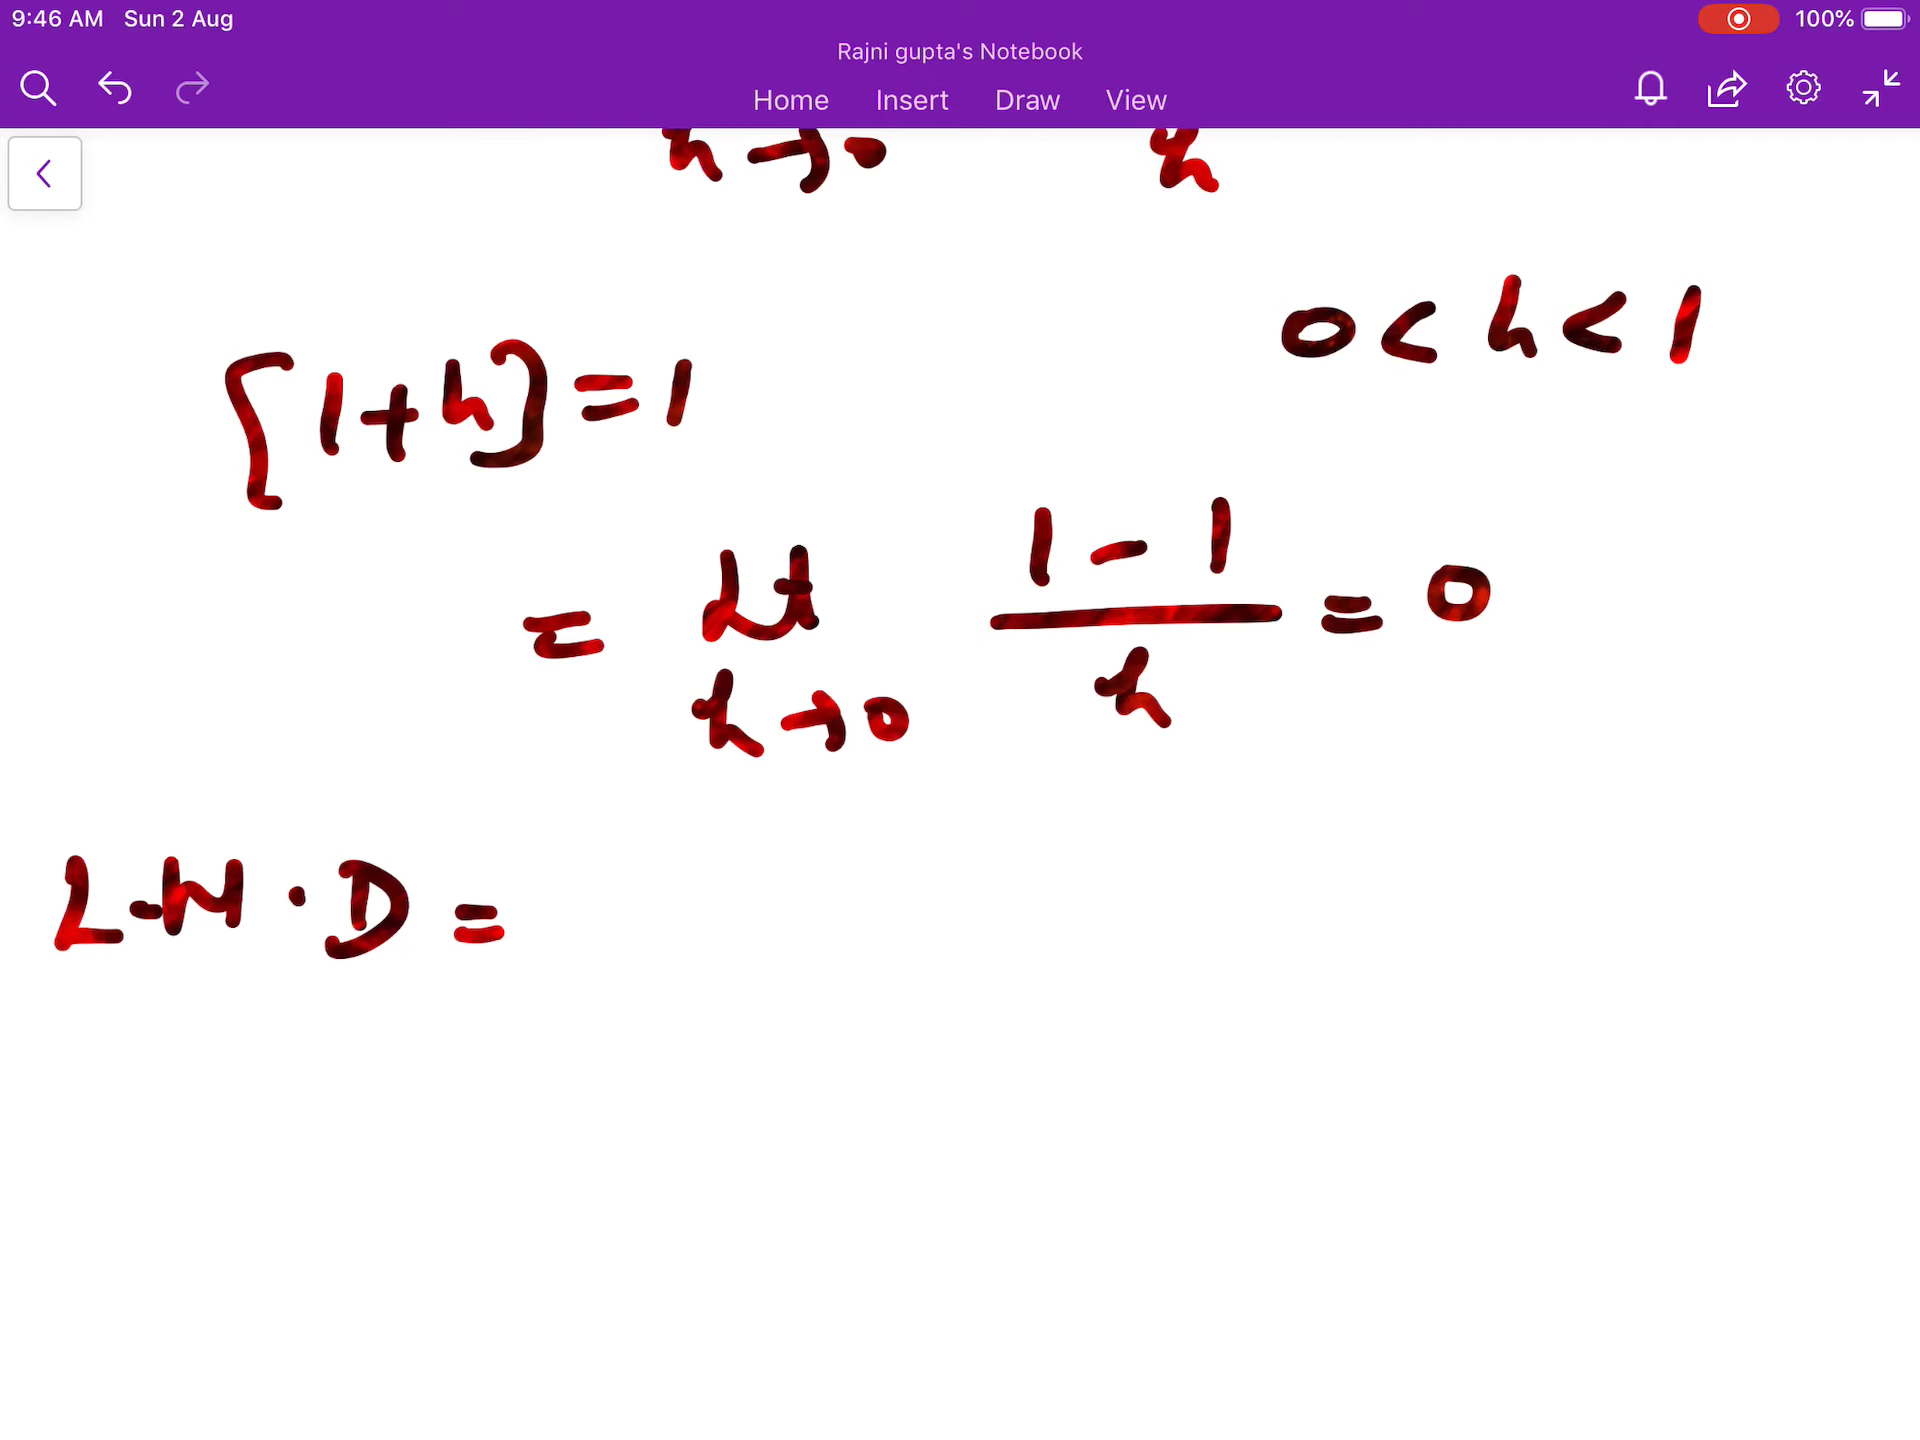 9:46 AM Sun 2 Aug
100%
Rajni gupta's Notebook
Home Insert Draw View
h→0 h
0 < h < 1
[1+h] = 1
= Lt 1 - 1 = 0
h→0 h
L.H.D =